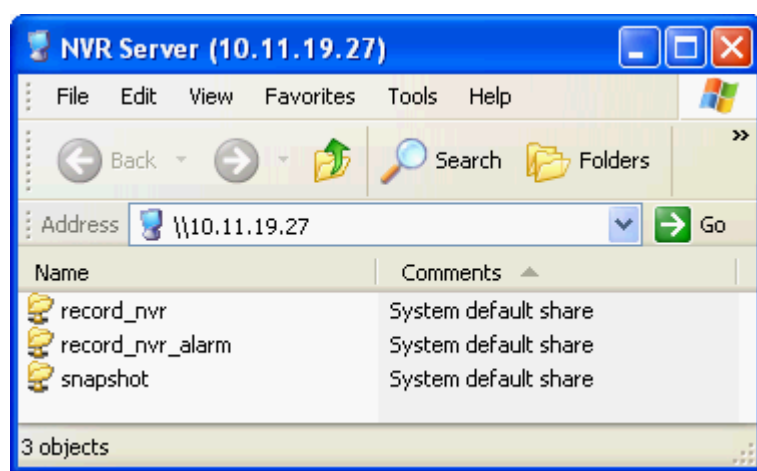 NVR Server (10.11.19.27)
File Edit View Favorites Tools Help
Back Search Folders »
Address \\10.11.19.27 Go
Name Comments
record_nvr System default share
record_nvr_alarm System default share
snapshot System default share
3 objects